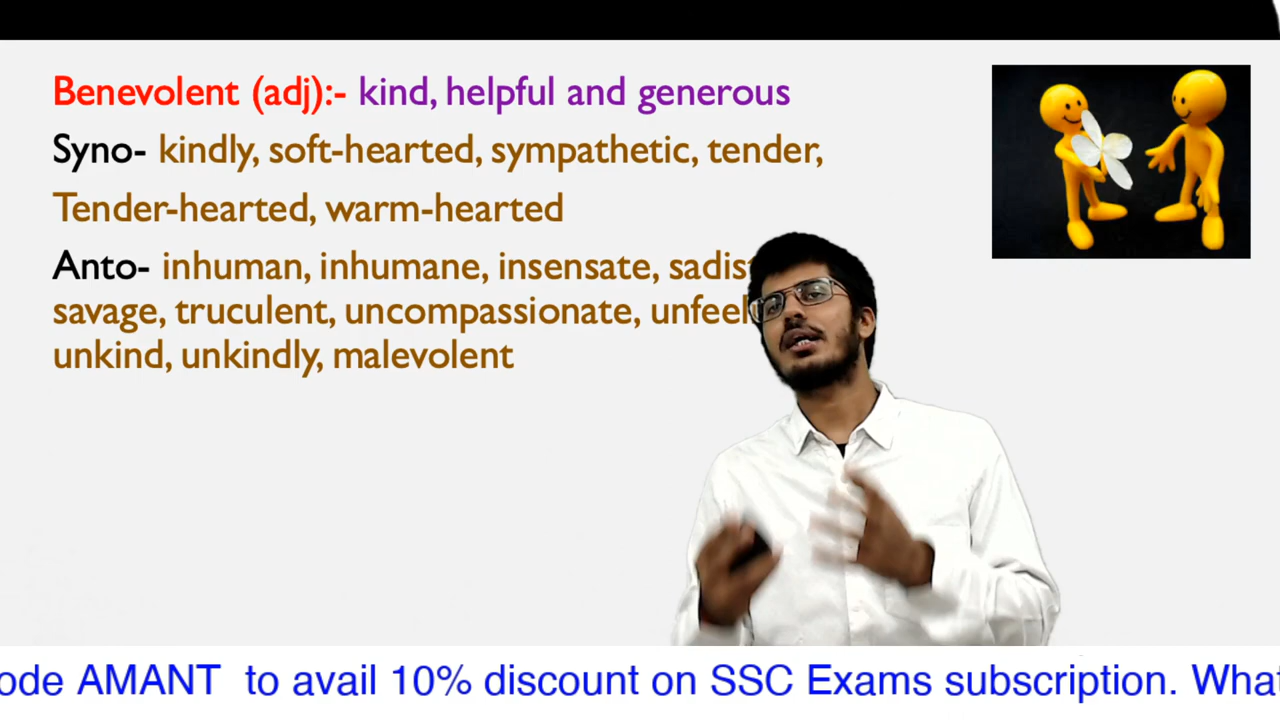 Benevolent (adj):- kind, helpful and generous
Syno- kindly, soft-hearted, sympathetic, tender,
Tender-hearted, warm-hearted
Anto- inhuman, inhumane, insensate,
savage, truculent, uncompassionate,
unkind, unkindly, malevolent
AMANT to avail 10% discount on SSC Exams subscription.